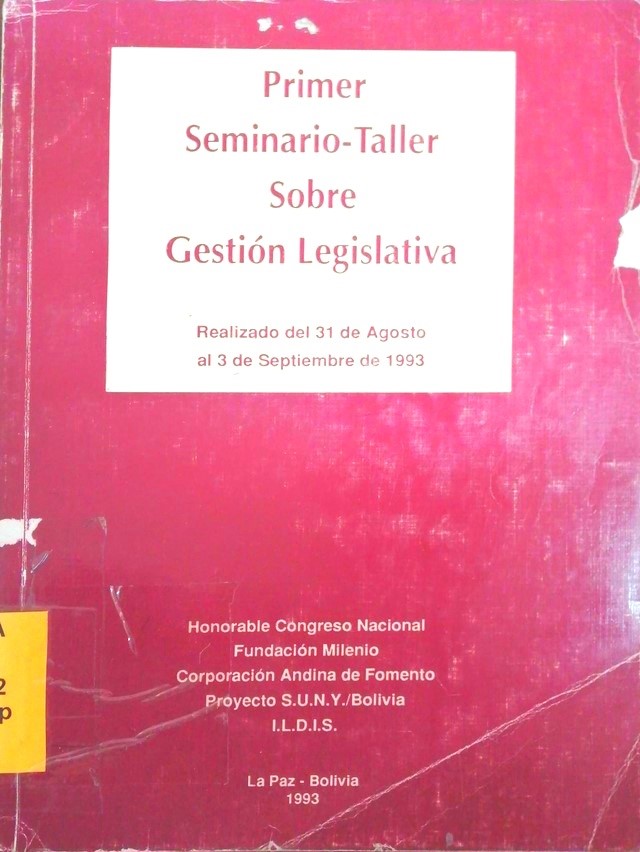 Primer
Seminario-Taller
Sobre
Gestión Legislativa
Realizado del 31 de Agosto
al 3 de Septiembre de 1993
Honorable Congreso Nacional
Fundación Milenio
Corporación Andina de Fomento
Proyecto S.U.N.Y./Bolivia
I.L.D.I.S.
La Paz - Bolivia
1993
A
2
p